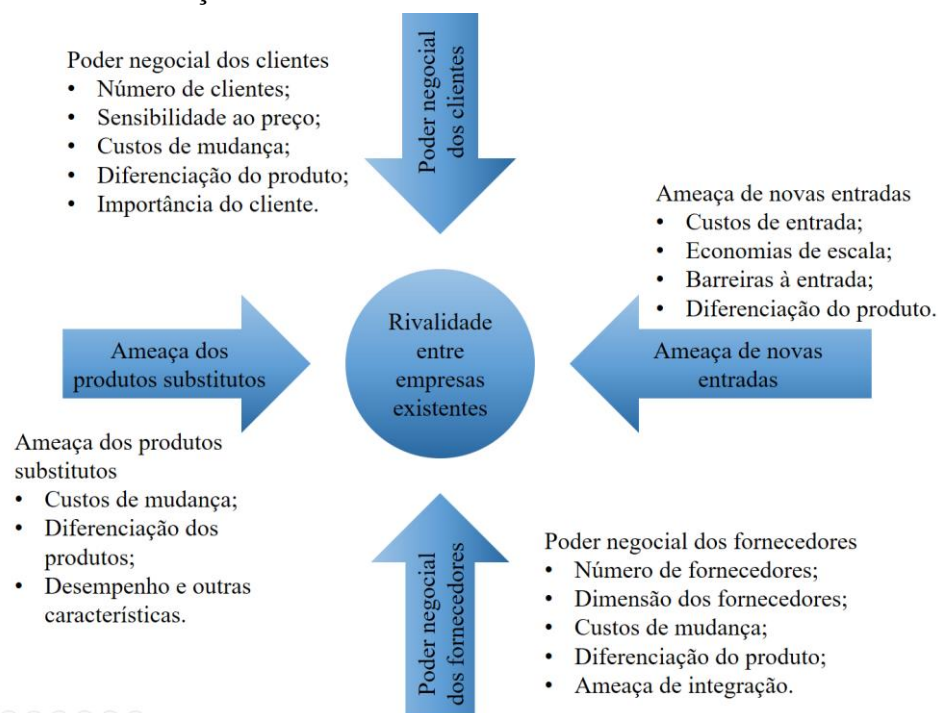 Poder negocial dos clientes
• Número de clientes;
• Sensibilidade ao preço;
• Custos de mudança;
• Diferenciação do produto;
• Importância do cliente.
Poder negocial
dos clientes
Ameaça de novas entradas
• Custos de entrada;
• Economias de escala;
• Barreiras à entrada;
• Diferenciação do produto.
Ameaça dos
produtos substitutos
Rivalidade
entre
empresas
existentes
Ameaça de novas
entradas
Ameaça dos produtos
substitutos
• Custos de mudança;
• Diferenciação dos
produtos;
• Desempenho e outras
características.
Poder negocial
dos fornecedores
Poder negocial dos fornecedores
• Número de fornecedores;
• Dimensão dos fornecedores;
• Custos de mudança;
• Diferenciação do produto;
• Ameaça de integração.